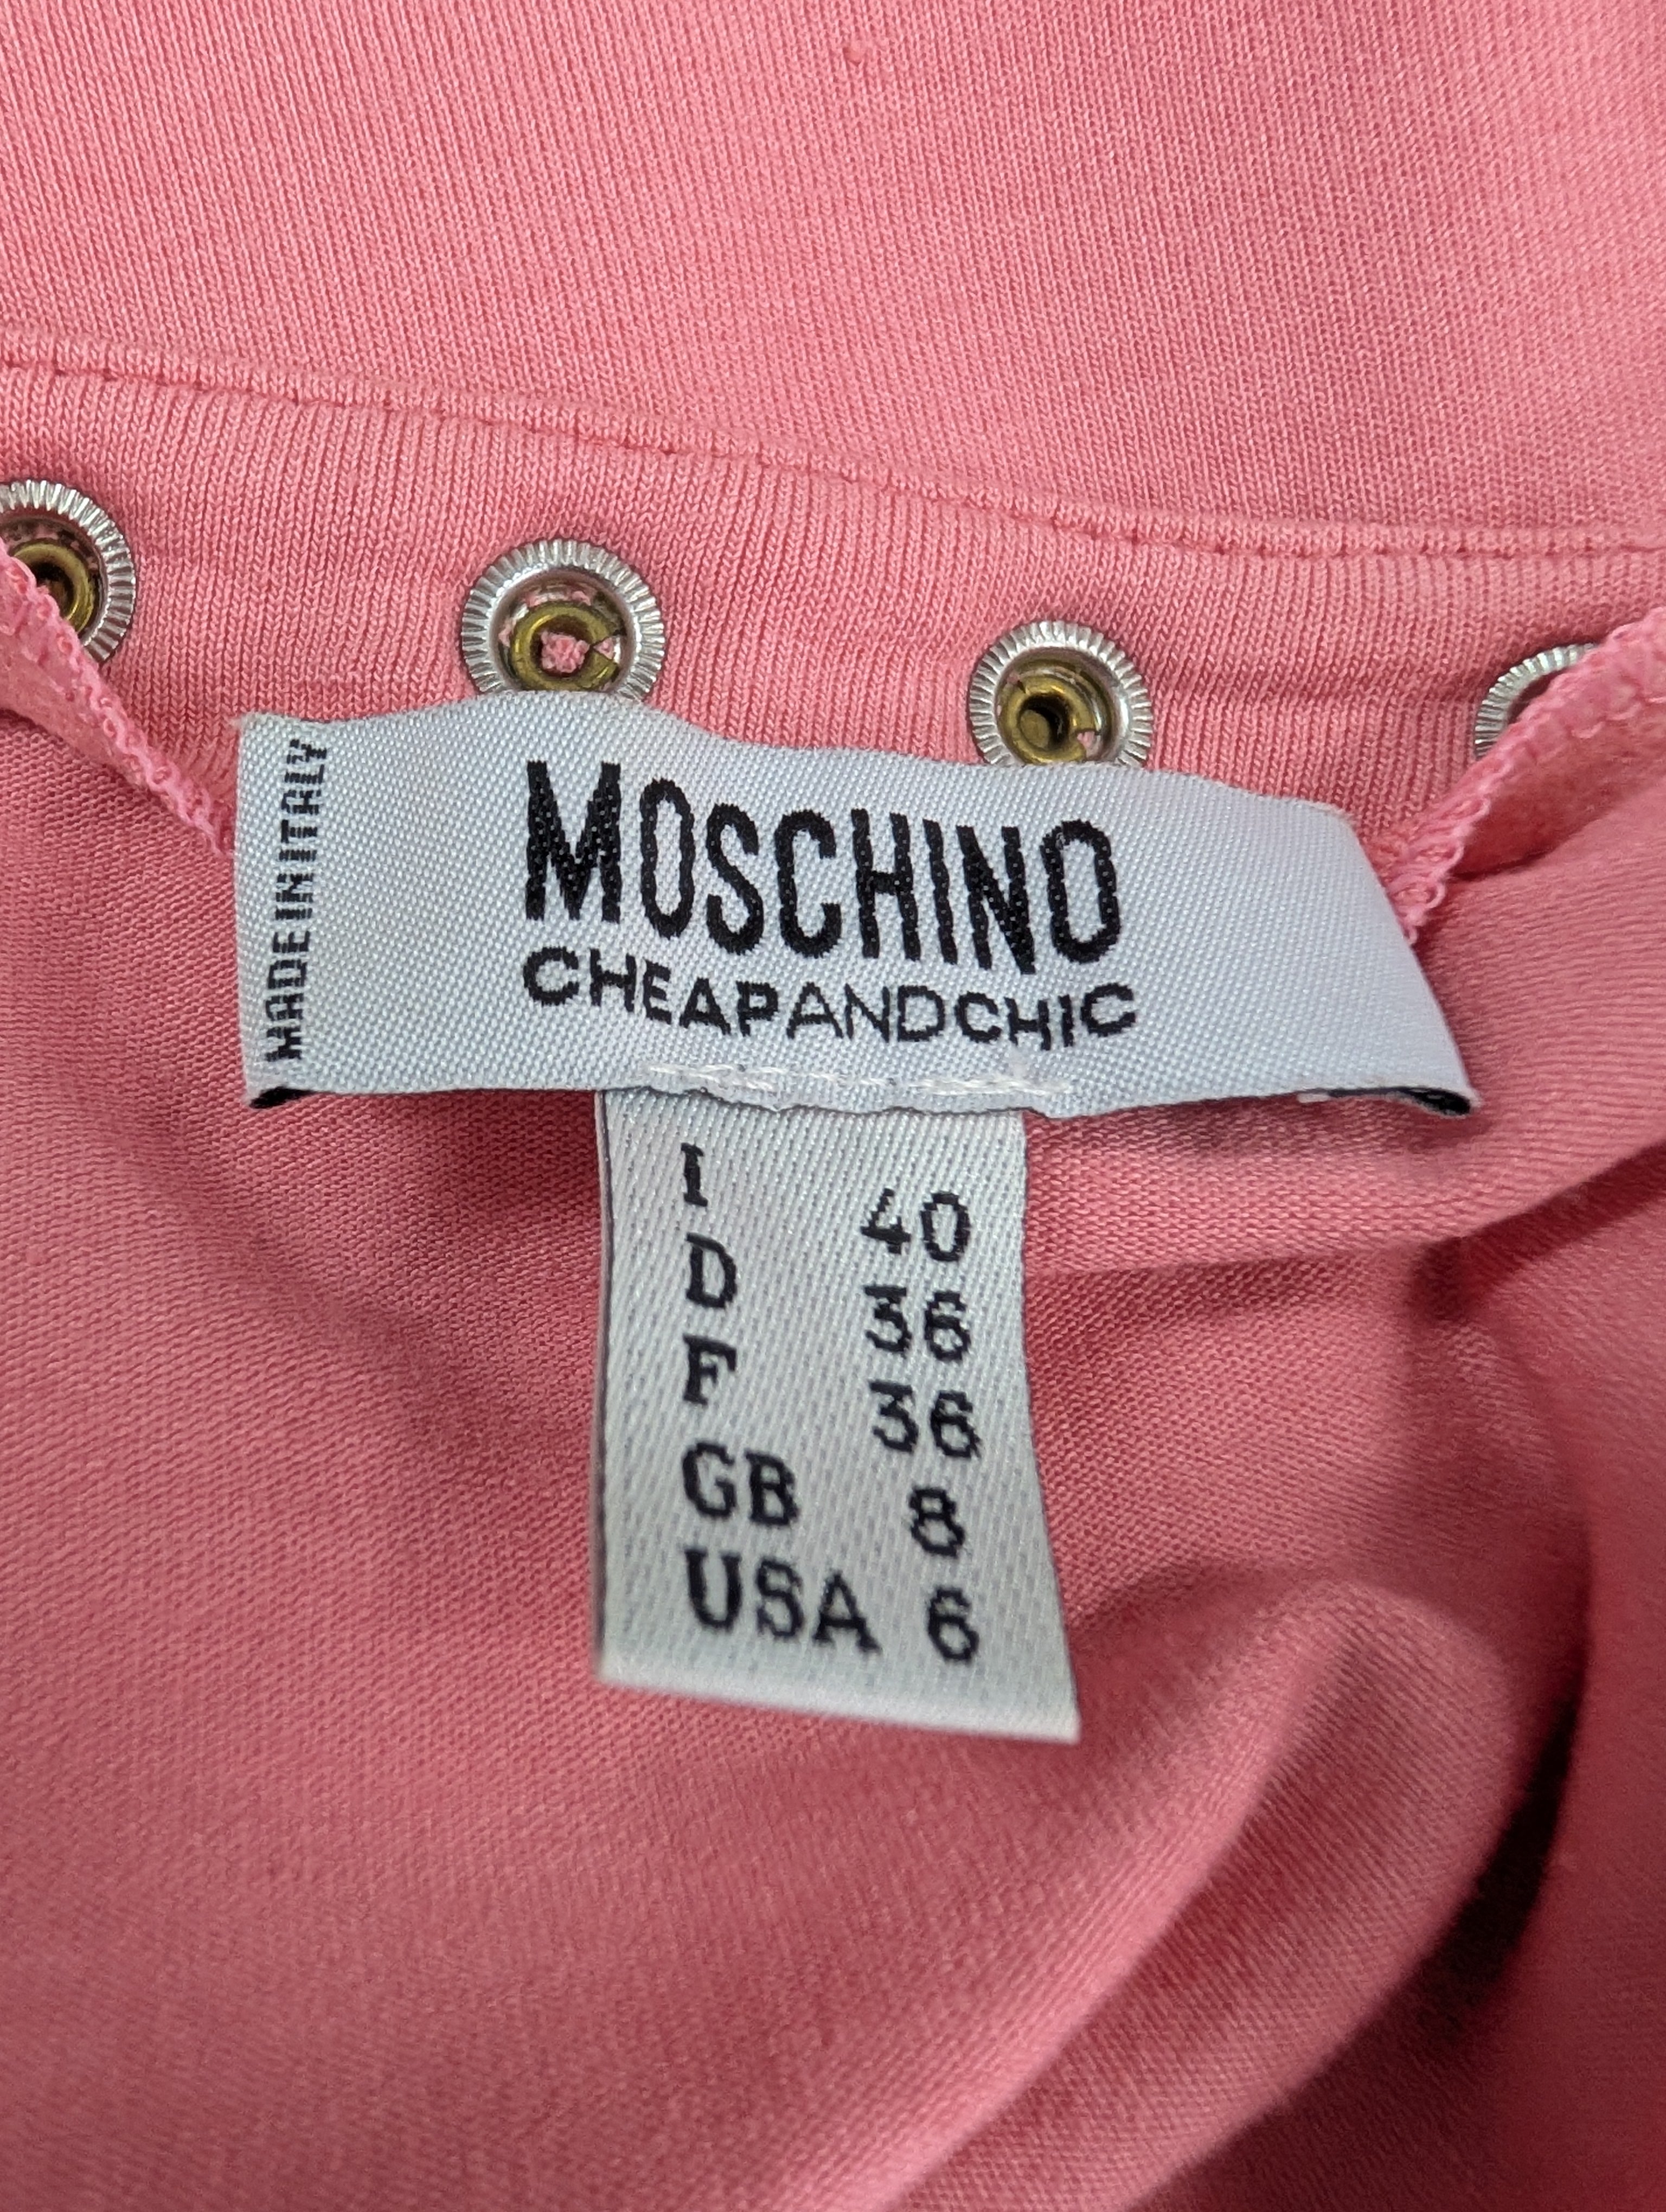 MADE IN ITALY
MOSCHINO
CHEAPANDCHIC
I 40
D 36
F 36
GB 8
USA 6